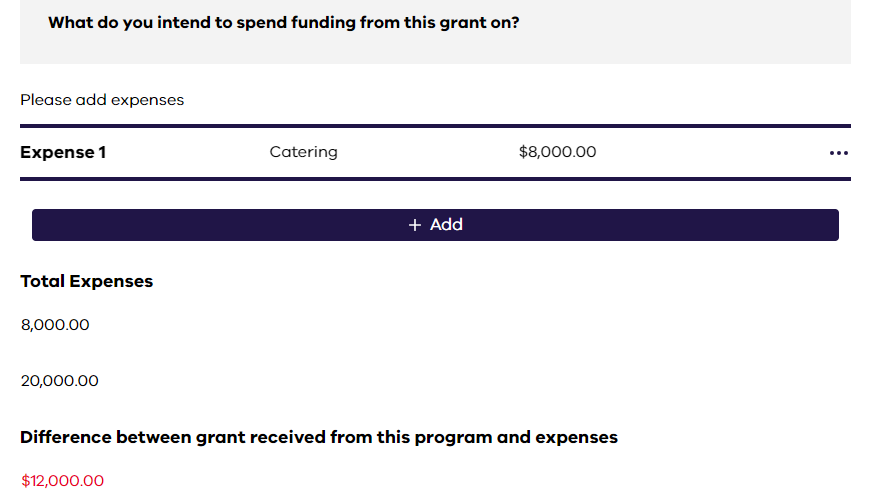 What do you intend to spend funding from this grant on?
Please add expenses
Expense 1 Catering $8,000.00 •••
+ Add
Total Expenses
8,000.00
20,000.00
Difference between grant received from this program and expenses
$12,000.00